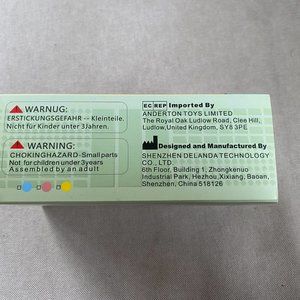 WARNUG:
ERSTICKUNGSGEFAHR -- Kleinteile.
Nicht für Kinder unter 3Jahren.
WARNING:
CHOKINGHAZARD-Small parts
Not for children under 3years
Assembled by an adult
EC REP Imported By
ANDERTON TOYS LIMITED
The Royal Oak Ludlow Road, Clee Hill,
Ludlow,United Kingdom, SY8 3PE
Designed and Manufactured By
SHENZHEN DELANDA TECHNOLOGY
CO., LTD.
6th Floor, Building 1, Zhongkenuo
Industrial Park, Hezhou,Xixiang, Baoan,
Shenzhen, China 518126